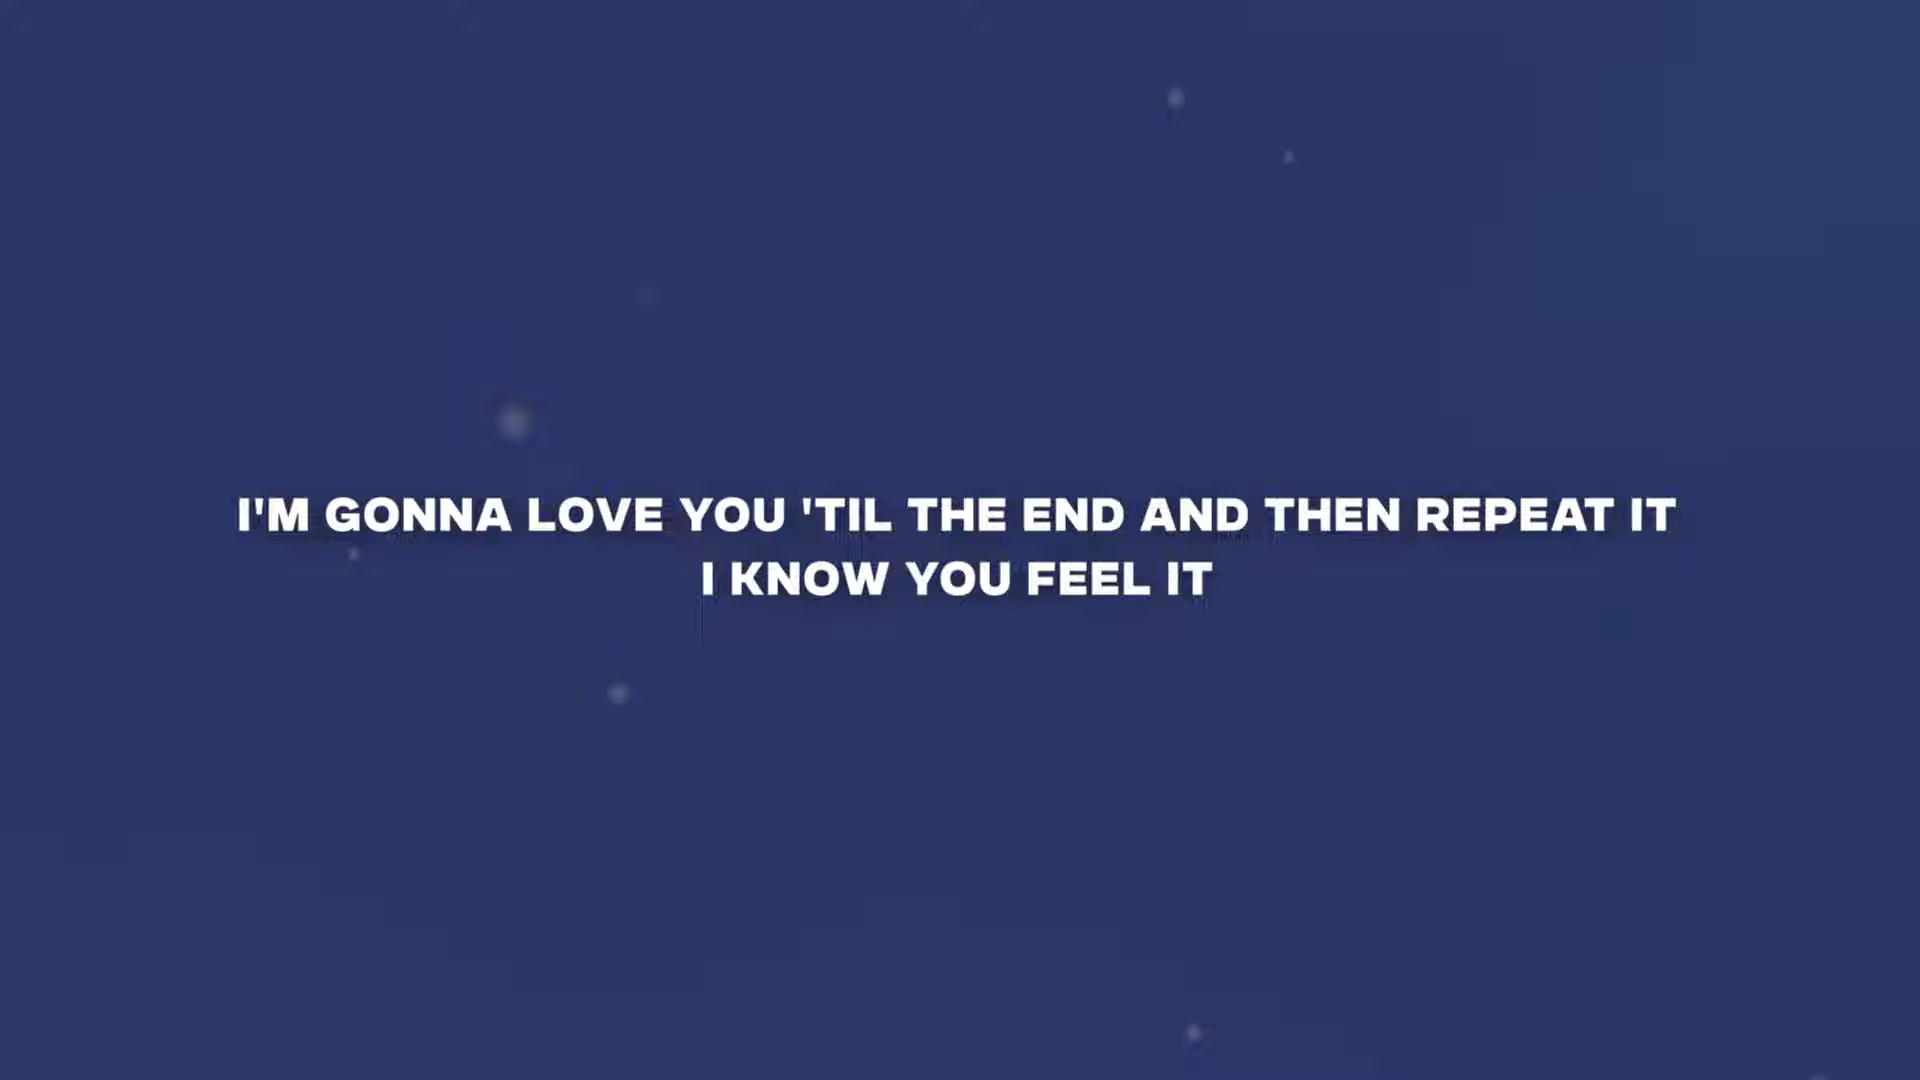 I'M GONNA LOVE YOU 'TIL THE END AND THEN REPEAT IT
I KNOW YOU FEEL IT